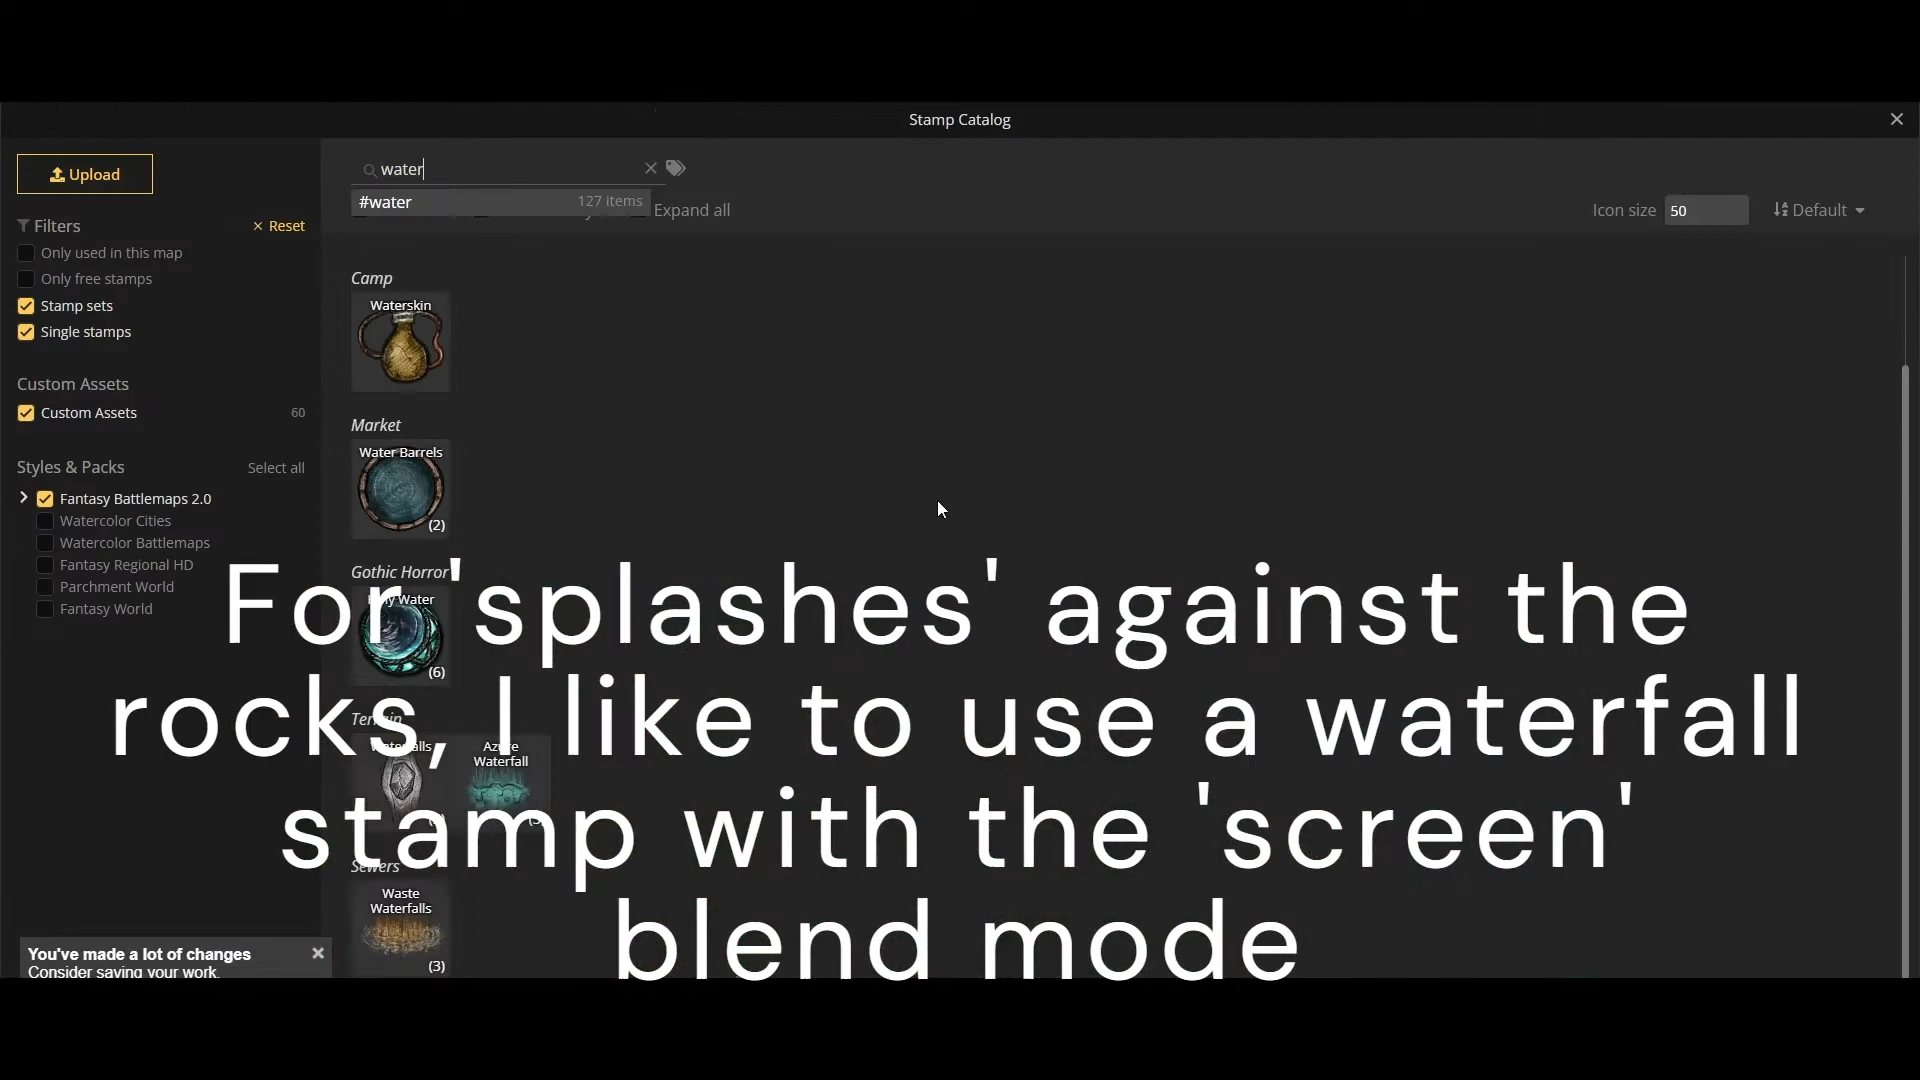 Stamp Catalog
Upload
water
#water 127 items
Expand all
Icon size 50 Default
Filters Reset
Only used in this map
Only free stamps
Stamp sets
Single stamps
Custom Assets
Custom Assets 60
Styles & Packs Select all
Fantasy Battlemaps 2.0
Watercolor Cities
Watercolor Battlemaps
Fantasy Regional HD
Parchment World
Fantasy World
Camp
Waterskin
Market
Water Barrels
(2)
Gothic Horror
Water
(6)
Terrain
Azure
Waterfall
Sewers
Waste
Waterfalls
(3)
For 'splashes' against the
rocks, I like to use a waterfall
stamp with the 'screen'
blend mode
You've made a lot of changes
Consider saving your work.